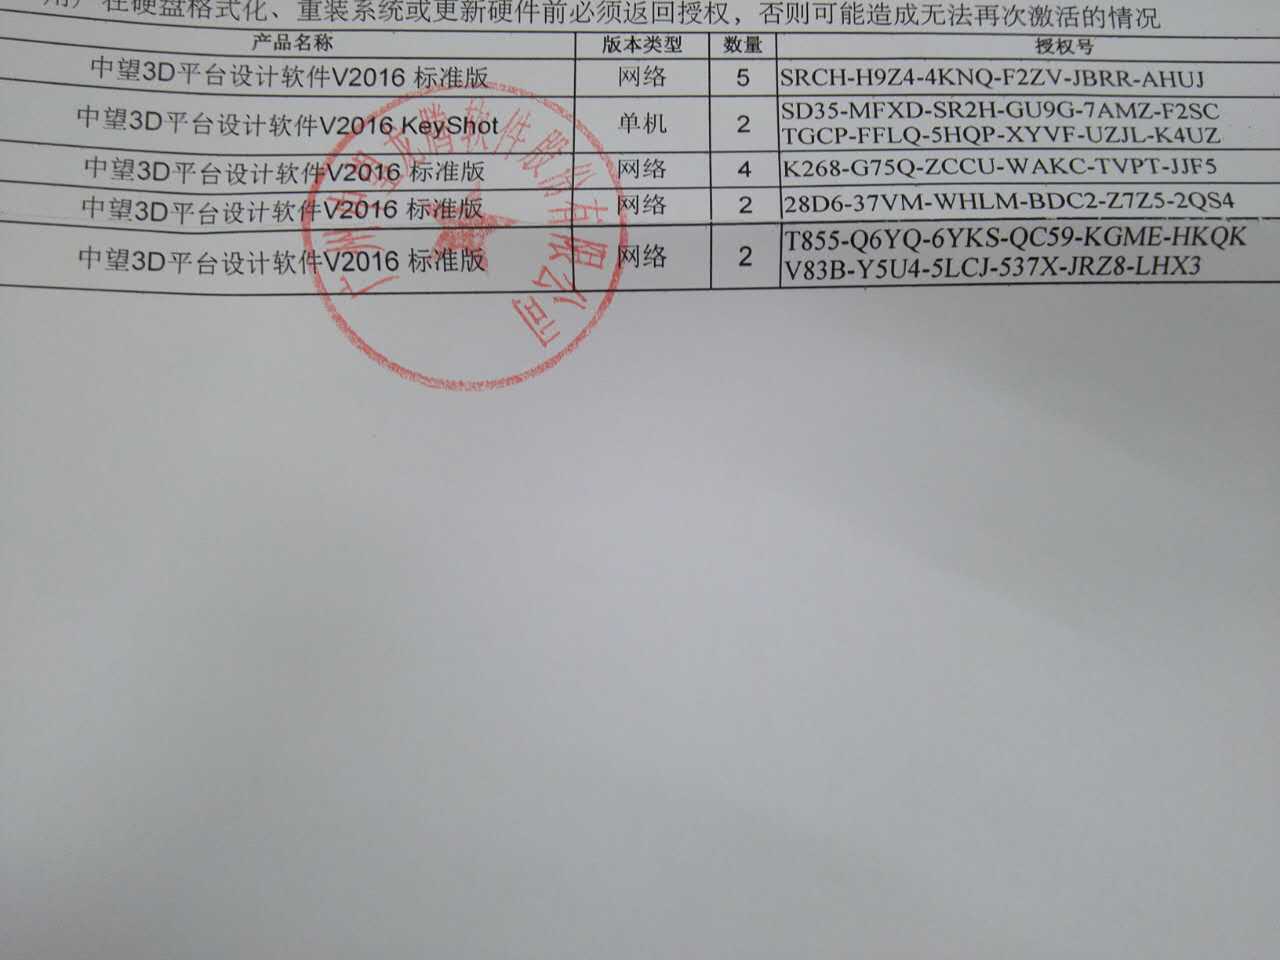 用户在硬盘格式化、重装系统或更新硬件前必须返回授权，否则可能造成无法再次激活的情况
产品名称 版本类型 数量 授权号
中望3D平台设计软件V2016 标准版 网络 5 SRCH-H9Z4-4KNQ-F2ZV-JBRR-AHUJ
中望3D平台设计软件V2016 KeyShot 单机 2 SD35-MFXD-SR2H-GU9G-7AMZ-F2SC
TGCP-FFLQ-5HQP-XYVF-UZJL-K4UZ
中望3D平台设计软件V2016 标准版 网络 4 K268-G75Q-ZCCU-WAKC-TVPT-JJF5
中望3D平台设计软件V2016 标准版 网络 2 28D6-37VM-WHLM-BDC2-Z7Z5-2QS4
中望3D平台设计软件V2016 标准版 网络 2 T855-Q6YQ-6YKS-QC59-KGME-HKQK
V83B-Y5U4-5LCJ-537X-JRZ8-LHX3
广州中望龙腾软件股份有限公司